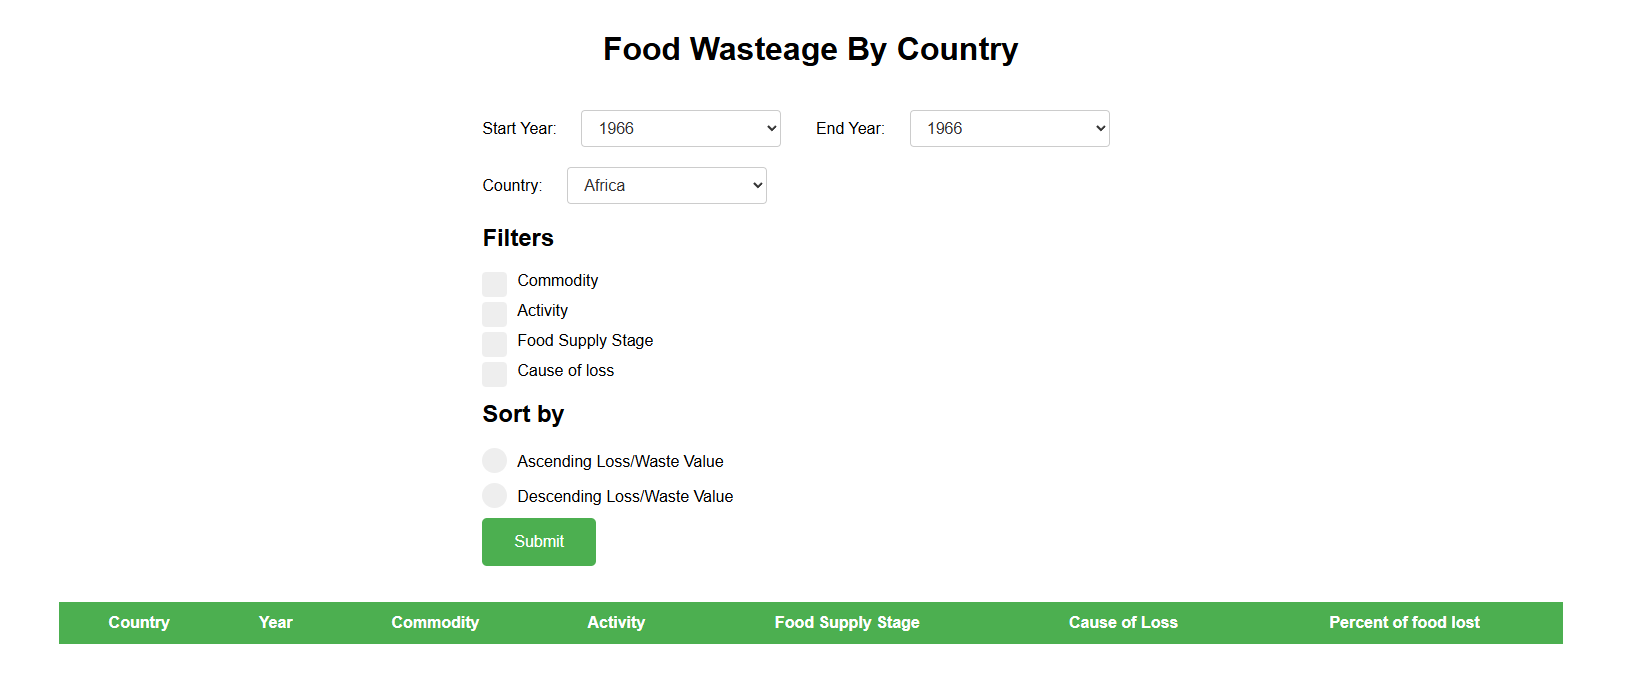 Food Wasteage By Country
Start Year: 1966 End Year: 1966
Country: Africa
Filters
Commodity
Activity
Food Supply Stage
Cause of loss
Sort by
Ascending Loss/Waste Value
Descending Loss/Waste Value
Submit
Country Year Commodity Activity Food Supply Stage Cause of Loss Percent of food lost